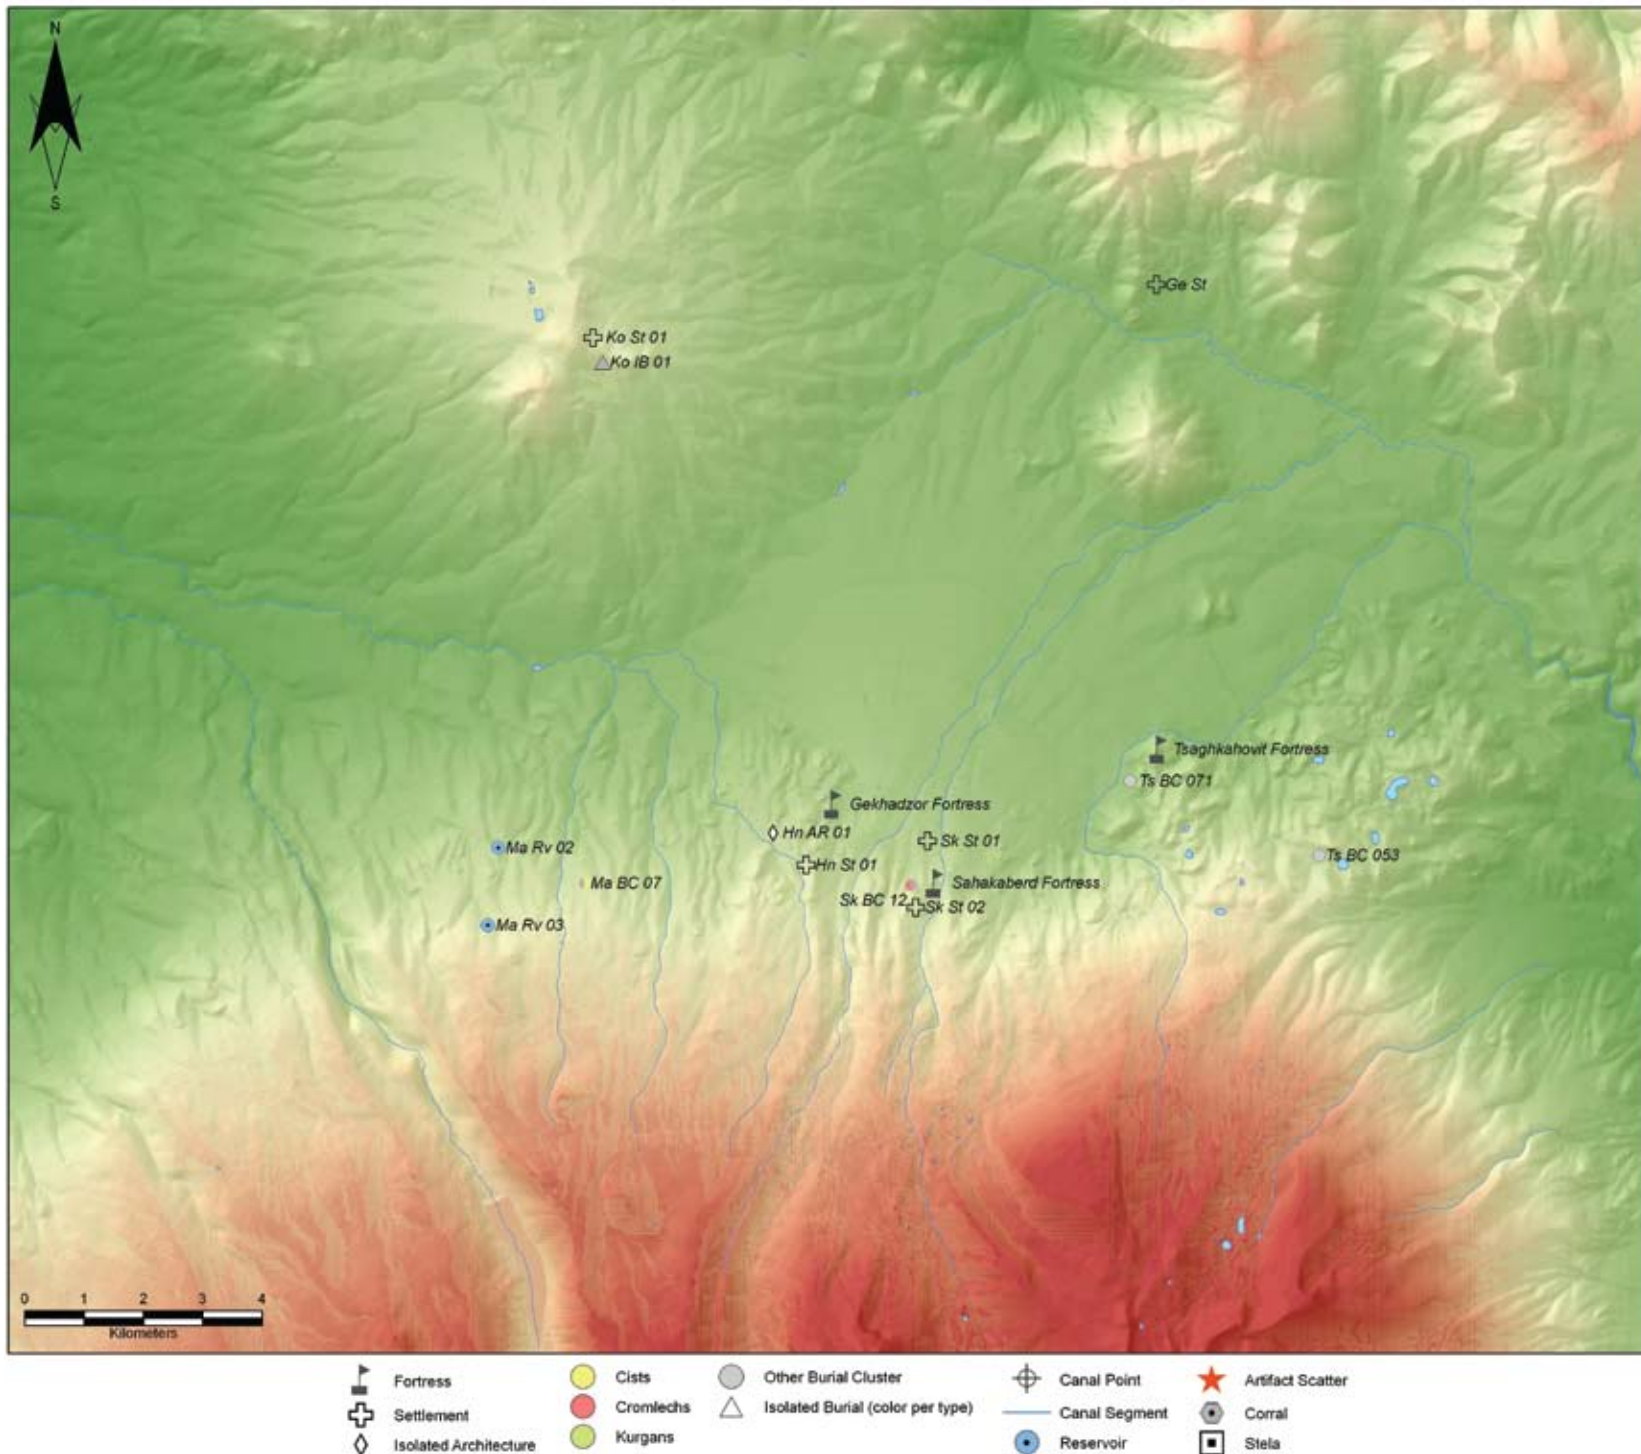 N
S
Ge St
Ko St 01
Ko IB 01
Tsaghkahovit Fortress
Ts BC 071
Gekhadzor Fortress
Hn AR 01
Sk St 01
Ma Rv 02
Ts BC 053
Hn St 01
Ma BC 07
Sahakaberd Fortress
Sk BC 12
Sk St 02
Ma Rv 03
0 1 2 3 4
Kilometers
Fortress
Settlement
Isolated Architecture
Cists
Cromlechs
Kurgans
Other Burial Cluster
Isolated Burial (color per type)
Canal Point
Canal Segment
Reservoir
Artifact Scatter
Corral
Stela